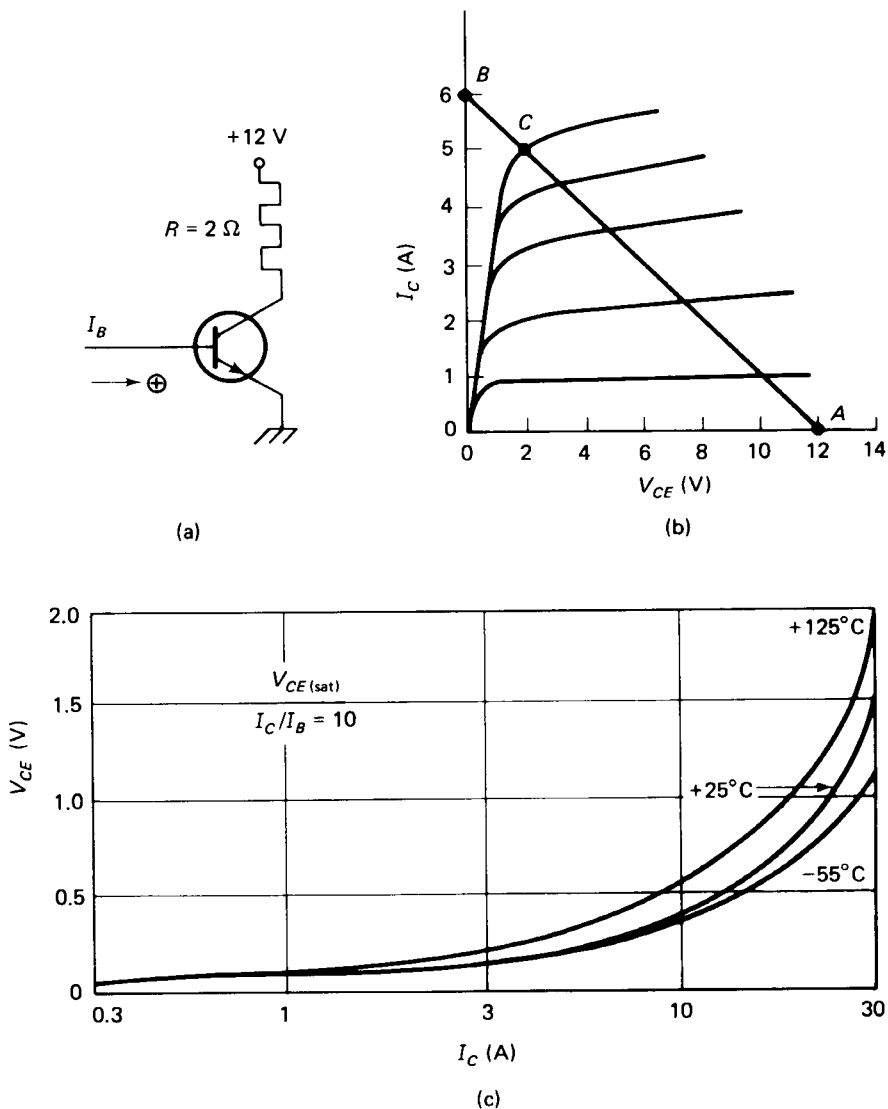 +12 V
R = 2 Ω
I_B
⊕
(a)
B
C
A
6
5
4
3
2
1
0
I_C (A)
0 2 4 6 8 10 12 14
V_CE (V)
(b)
2.0
1.5
1.0
0.5
0
V_CE (V)
V_CE (sat)
I_C/I_B = 10
+125°C
+25°C
−55°C
0.3 1 3 10 30
I_C (A)
(c)